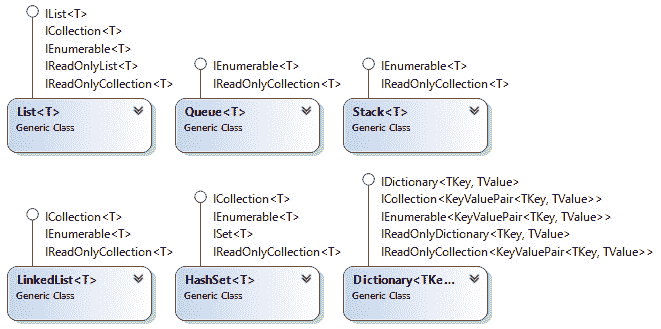 IList<T>
ICollection<T>
IEnumerable<T>
IReadOnlyList<T>
IReadOnlyCollection<T>
List<T>
Generic Class
IEnumerable<T>
IReadOnlyCollection<T>
Queue<T>
Generic Class
IEnumerable<T>
IReadOnlyCollection<T>
Stack<T>
Generic Class
ICollection<T>
IEnumerable<T>
IReadOnlyCollection<T>
LinkedList<T>
Generic Class
ICollection<T>
IEnumerable<T>
ISet<T>
IReadOnlyCollection<T>
HashSet<T>
Generic Class
IDictionary<TKey, TValue>
ICollection<KeyValuePair<TKey, TValue>>
IEnumerable<KeyValuePair<TKey, TValue>>
IReadOnlyDictionary<TKey, TValue>
IReadOnlyCollection<KeyValuePair<TKey, TValue>>
Dictionary<TKe...
Generic Class